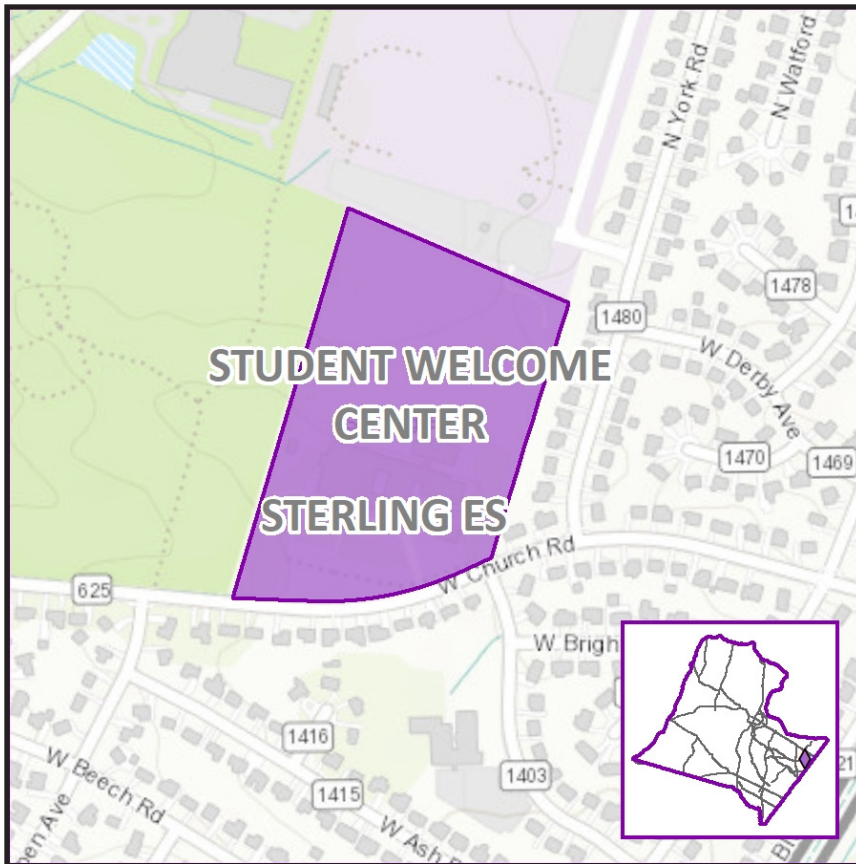 N York Rd
N Watford
1478
1480
W Derby Ave
STUDENT WELCOME
CENTER
1470
1469
STERLING ES
W Church Rd
625
W Brigh
1416
1403
W Beech Rd
1415
W Ash